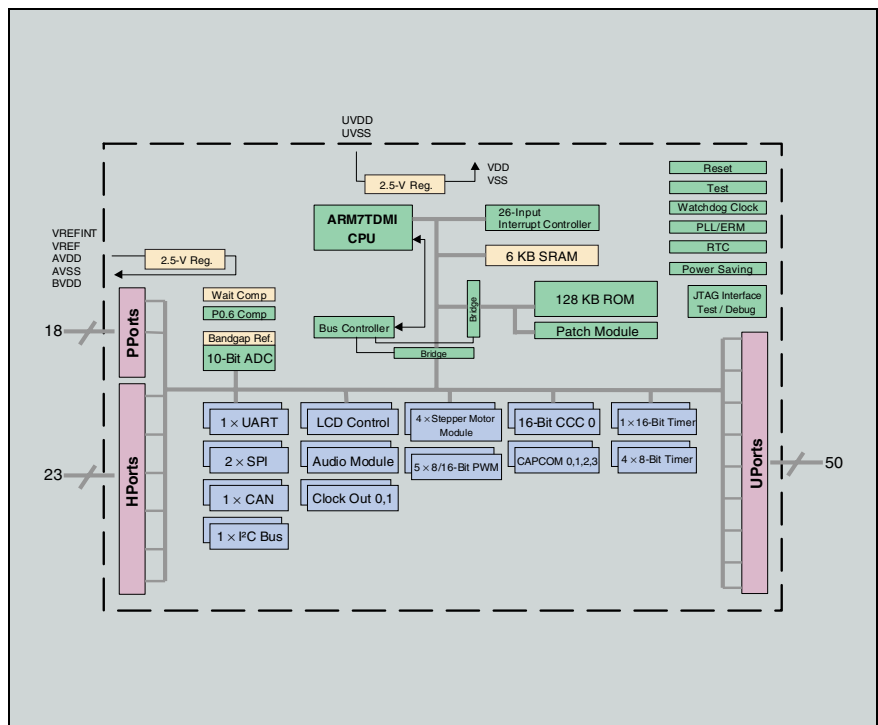 UVDD
UVSS
VDD
VSS
2.5-V Reg.
Reset
Test
Watchdog Clock
PLL/ERM
RTC
Power Saving
JTAG Interface
Test / Debug
ARM7TDMI
CPU
26-Input
Interrupt Controller
6 KB SRAM
VREFINT
VREF
AVDD
AVSS
BVDD
2.5-V Reg.
Wait Comp
P0.6 Comp
Bandgap Ref.
10-Bit ADC
Bus Controller
Bridge
Bridge
128 KB ROM
Patch Module
18
PPorts
23
HPorts
UPorts
50
1 × UART
LCD Control
4 × Stepper Motor
Module
16-Bit CCC 0
1 × 16-Bit Timer
2 × SPI
Audio Module
5 × 8/16-Bit PWM
CAPCOM 0,1,2,3
4 × 8-Bit Timer
1 × CAN
Clock Out 0,1
1 × I²C Bus